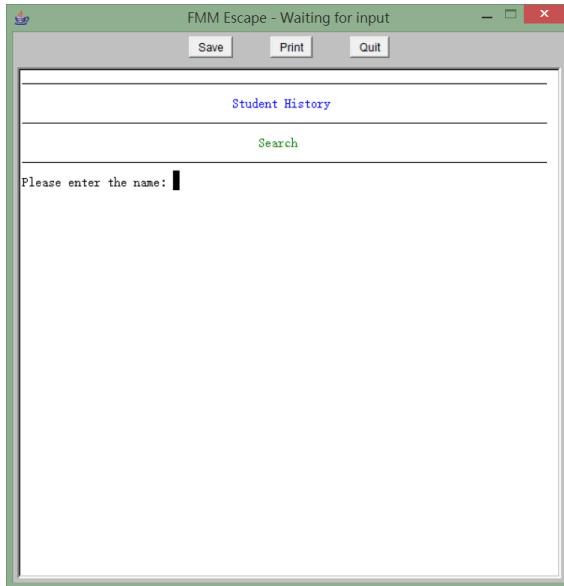 FMM Escape - Waiting for input
Save Print Quit
Student History
Search
Please enter the name: